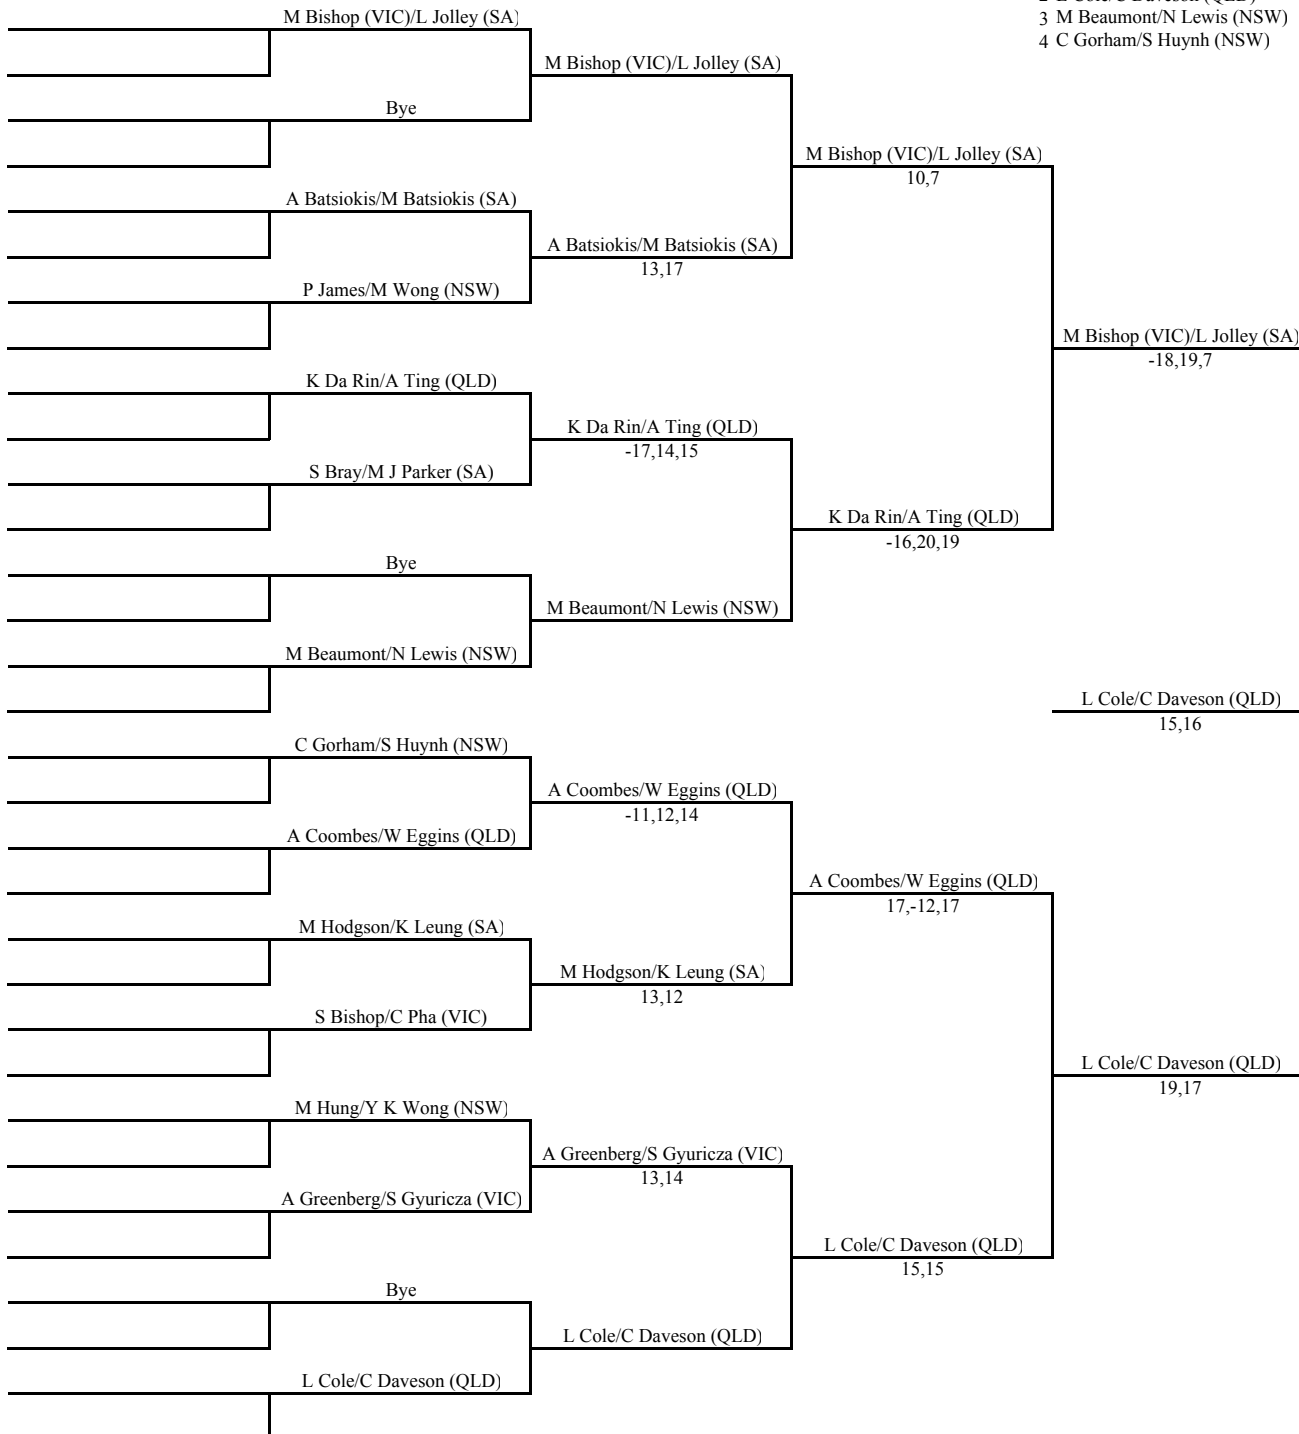 M Bishop (VIC)/L Jolley (SA)
3 M Beaumont/N Lewis (NSW)
4 C Gorham/S Huynh (NSW)
M Bishop (VIC)/L Jolley (SA)
Bye
M Bishop (VIC)/L Jolley (SA)
10,7
A Batsiokis/M Batsiokis (SA)
A Batsiokis/M Batsiokis (SA)
13,17
P James/M Wong (NSW)
M Bishop (VIC)/L Jolley (SA)
-18,19,7
K Da Rin/A Ting (QLD)
K Da Rin/A Ting (QLD)
-17,14,15
S Bray/M J Parker (SA)
K Da Rin/A Ting (QLD)
-16,20,19
Bye
M Beaumont/N Lewis (NSW)
M Beaumont/N Lewis (NSW)
L Cole/C Daveson (QLD)
15,16
C Gorham/S Huynh (NSW)
A Coombes/W Eggins (QLD)
-11,12,14
A Coombes/W Eggins (QLD)
A Coombes/W Eggins (QLD)
17,-12,17
M Hodgson/K Leung (SA)
M Hodgson/K Leung (SA)
13,12
S Bishop/C Pha (VIC)
L Cole/C Daveson (QLD)
19,17
M Hung/Y K Wong (NSW)
A Greenberg/S Gyuricza (VIC)
13,14
A Greenberg/S Gyuricza (VIC)
L Cole/C Daveson (QLD)
15,15
Bye
L Cole/C Daveson (QLD)
L Cole/C Daveson (QLD)